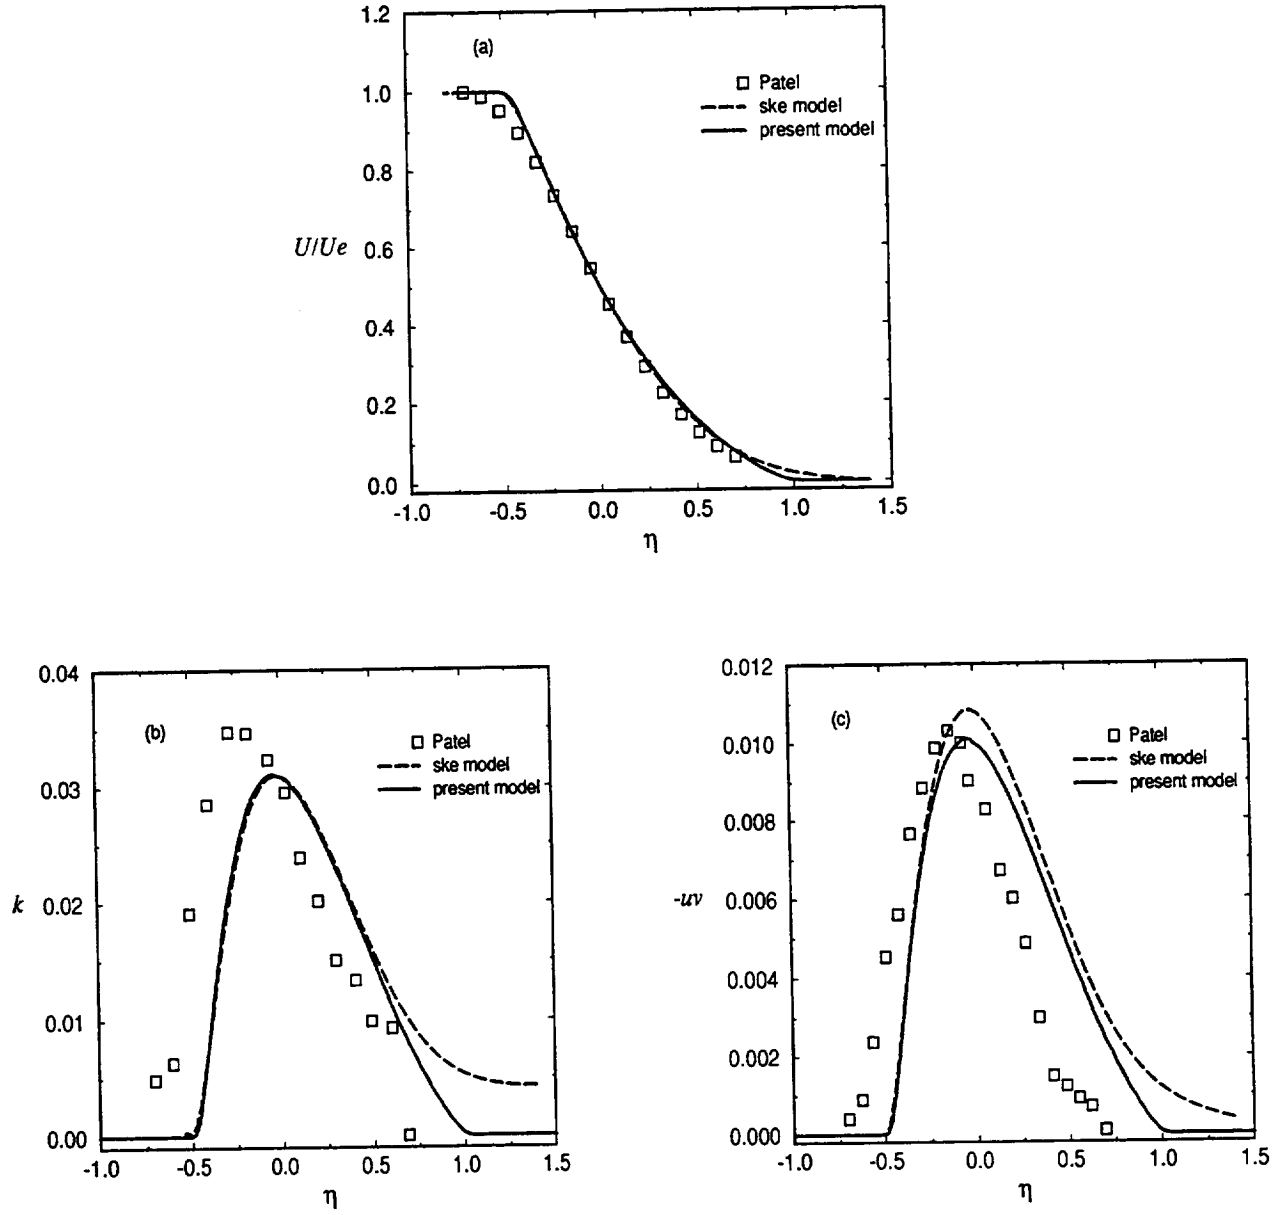 1.2
(a)
Patel
ske model
present model
1.0
0.8
U/Ue
0.6
0.4
0.2
0.0
-1.0 -0.5 0.0 0.5 1.0 1.5
η
0.04
(b)
Patel
ske model
present model
0.03
k
0.02
0.01
0.00
-1.0 -0.5 0.0 0.5 1.0 1.5
η
0.012
(c)
Patel
ske model
present model
0.010
0.008
-uv
0.006
0.004
0.002
0.000
-1.0 -0.5 0.0 0.5 1.0 1.5
η